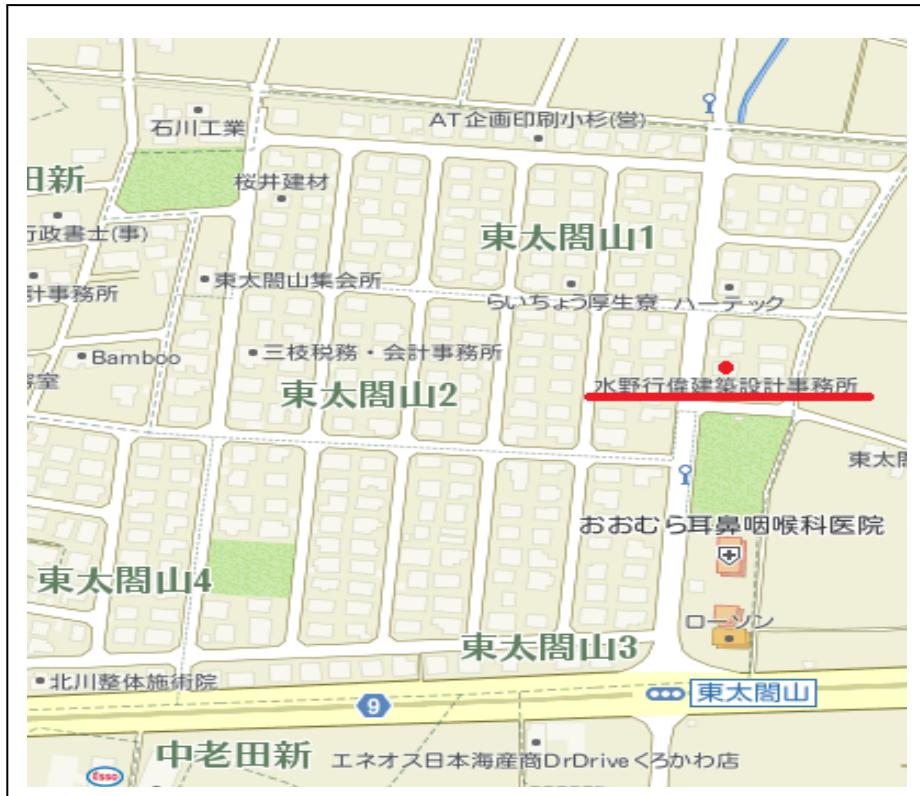 石川工業
AT企画印刷小杉(営)
田新
桜井建材
東太閤山1
行政書士(事)
東太閤山集会所
計事務所
らいちょう厚生寮
ハーテック
Bamboo
三枝税務・会計事務所
容室
東太閤山2
水野行偉建築設計事務所
東太閤
おおむら耳鼻咽喉科医院
東太閤山4
ローソン
東太閤山3
北川整体施術院
東太閤山
9
中老田新
エネオス日本海産商DrDriveくろかわ店
Esso